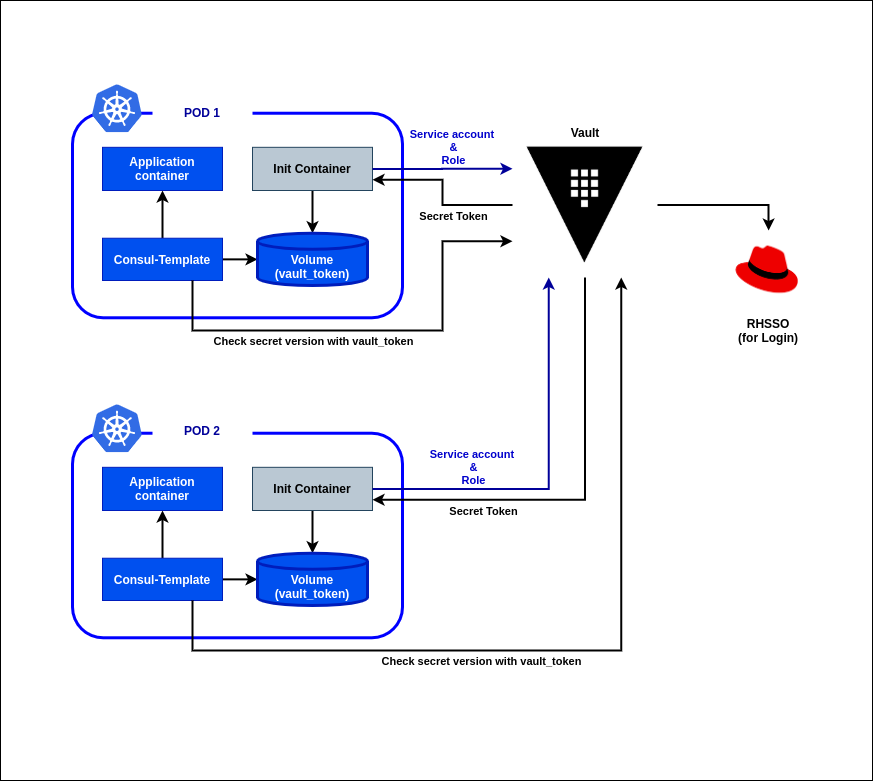 POD 1
Application
container
Init Container
Consul-Template
Volume
(vault_token)
Service account
&
Role
Secret Token
Check secret version with vault_token
Vault
RHSSO
(for Login)
POD 2
Application
container
Init Container
Consul-Template
Volume
(vault_token)
Service account
&
Role
Secret Token
Check secret version with vault_token